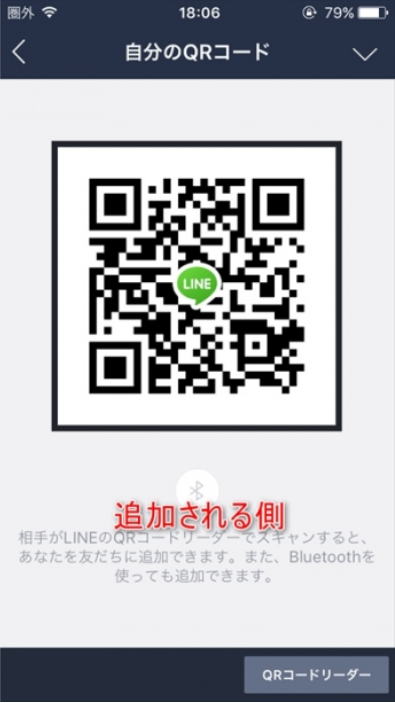 圏外 18:06 79%
自分のQRコード
LINE
追加される側
相手がLINEのQRコードリーダーでスキャンすると、
あなたを友だちに追加できます。また、Bluetoothを
使っても追加できます。
QRコードリーダー